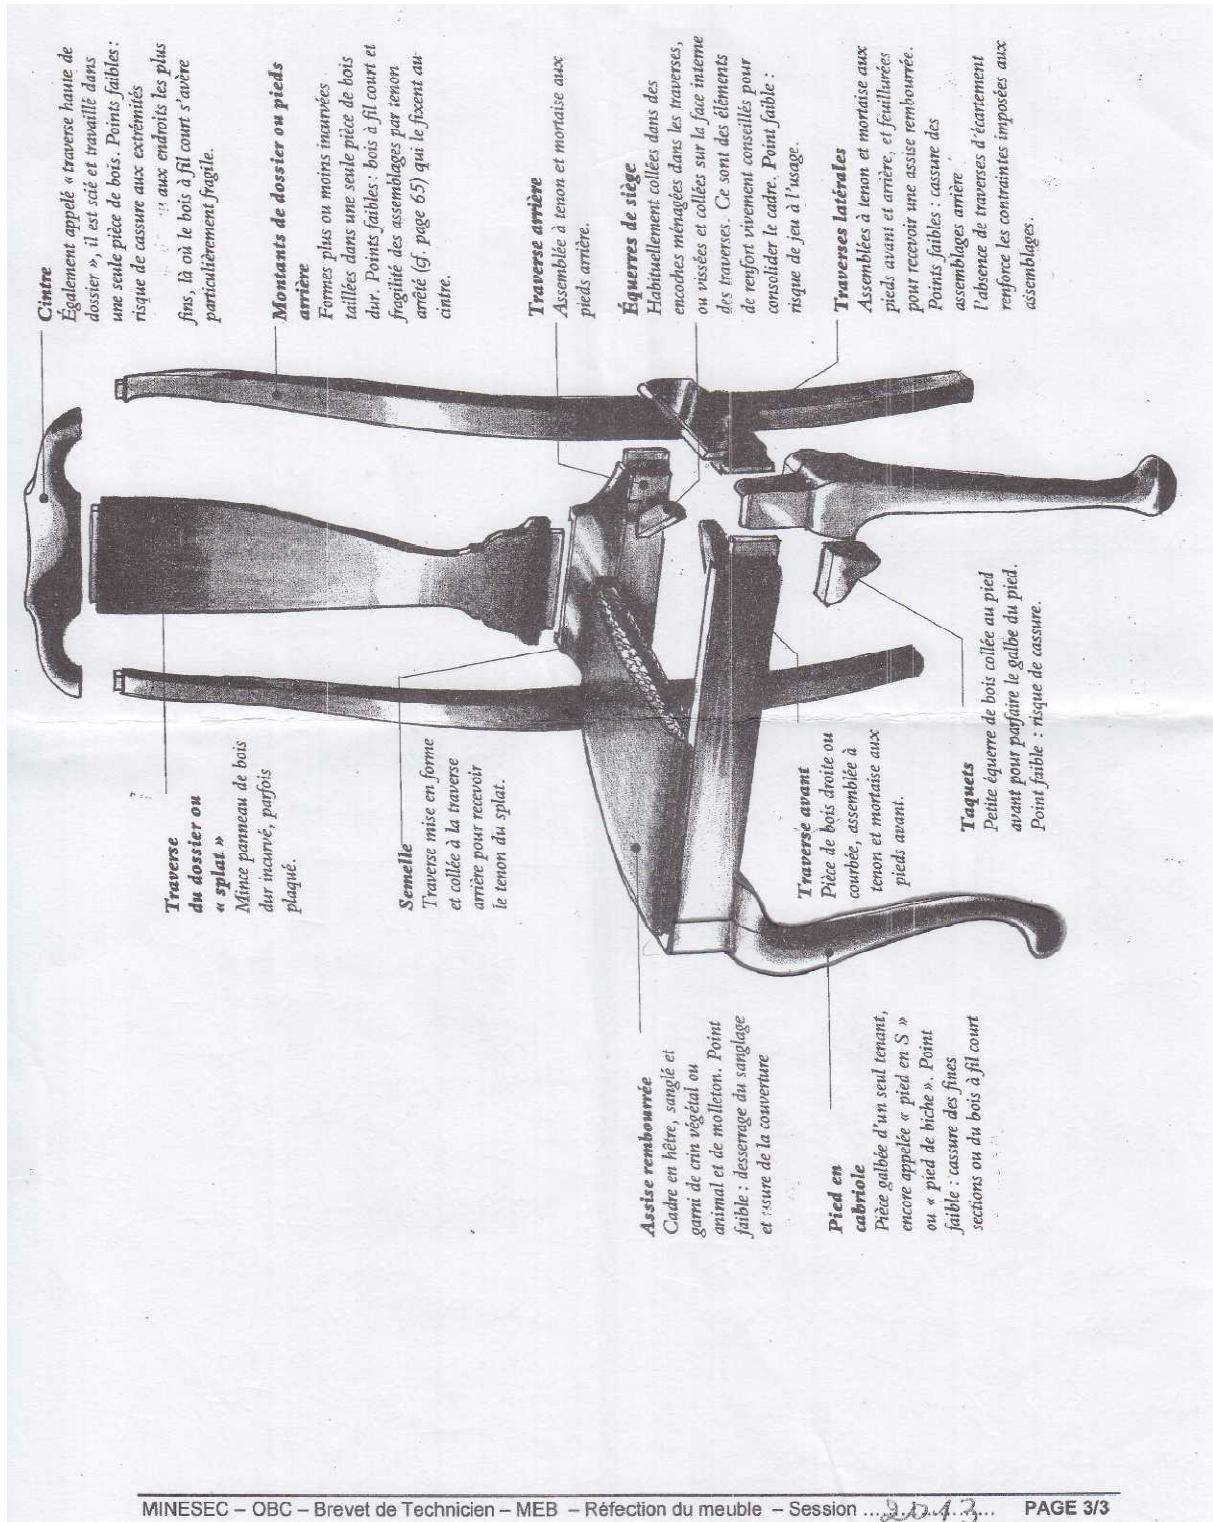 Cintre
Également appelé « traverse haute de
dossier », il est scié et travaillé dans
une seule pièce de bois. Points faibles :
risque de cassure aux extrémités
aux endroits les plus
fins, là où le bois à fil court s'avère
particulièrement fragile.
Montants de dossier ou pieds
arrière
Formes plus ou moins incurvées
taillées dans une seule pièce de bois
dur. Points faibles : bois à fil court et
fragilité des assemblages par tenon
arrêté (cf. page 65) qui le fixent au
cintre.
Traverse arrière
Assemblée à tenon et mortaise aux
pieds arrière.
Équerres de siège
Habituellement collées dans des
encoches ménagées dans les traverses,
ou vissées et collées sur la face interne
des traverses. Ce sont des éléments
de renfort vivement conseillés pour
consolider le cadre. Point faible :
risque de jeu à l'usage.
Traverses latérales
Assemblées à tenon et mortaise aux
pieds avant et arrière, et feuillurées
pour recevoir une assise rembourrée.
Points faibles : cassure des
assemblages arrière
l'absence de traverses d'écartement
renforce les contraintes imposées aux
assemblages.
Traverse
du dossier ou
« splat »
Mince panneau de bois
dur incurvé, parfois
plaqué.
Semelle
Traverse mise en forme
et collée à la traverse
arrière pour recevoir
le tenon du splat.
Traverse avant
Pièce de bois droite ou
courbée, assemblée à
tenon et mortaise aux
pieds avant.
Taquets
Petite équerre de bois collée au pied
avant pour parfaire le galbe du pied.
Point faible : risque de cassure.
Assise rembourrée
Cadre en hêtre, sanglé et
garni de crin végétal ou
animal et de molleton. Point
faible : desserrage du sanglage
et usure de la couverture
Pied en
cabriole
Pièce galbée d'un seul tenant,
encore appelée « pied en S »
ou « pied de biche ». Point
faible : cassure des fines
sections ou du bois à fil court
MINESEC – OBC – Brevet de Technicien – MEB – Réfection du meuble – Session ....2013.... PAGE 3/3